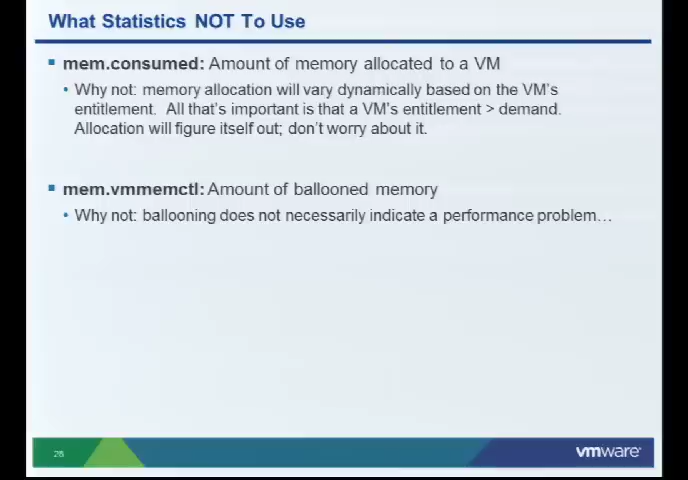 What Statistics NOT To Use
mem.consumed: Amount of memory allocated to a VM
Why not: memory allocation will vary dynamically based on the VM's
entitlement. All that's important is that a VM's entitlement > demand.
Allocation will figure itself out; don't worry about it.
mem.vmmemctl: Amount of ballooned memory
Why not: ballooning does not necessarily indicate a performance problem…
26
vmware